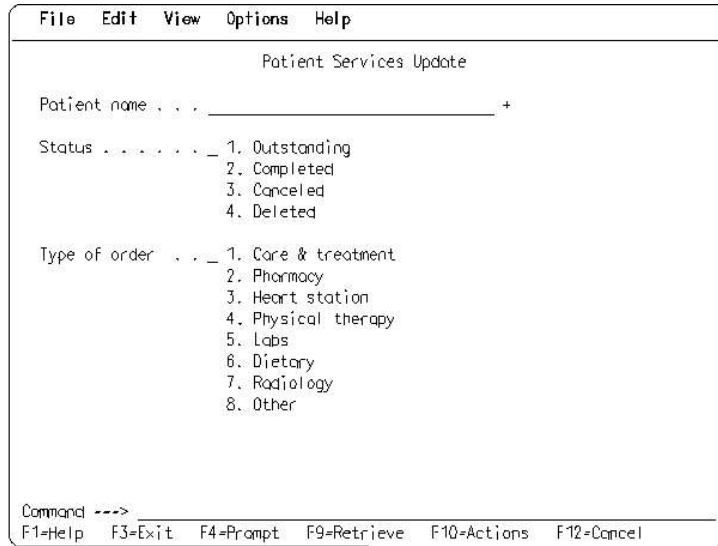 File Edit View Options Help
Patient Services Update
Patient name . . . ______________________________ +
Status . . . . . . _ 1. Outstanding
2. Completed
3. Canceled
4. Deleted
Type of order . . _ 1. Care & treatment
2. Pharmacy
3. Heart station
4. Physical therapy
5. Labs
6. Dietary
7. Radiology
8. Other
Command ---> ______________________________
F1=Help F3=Exit F4=Prompt F9=Retrieve F10=Actions F12=Cancel